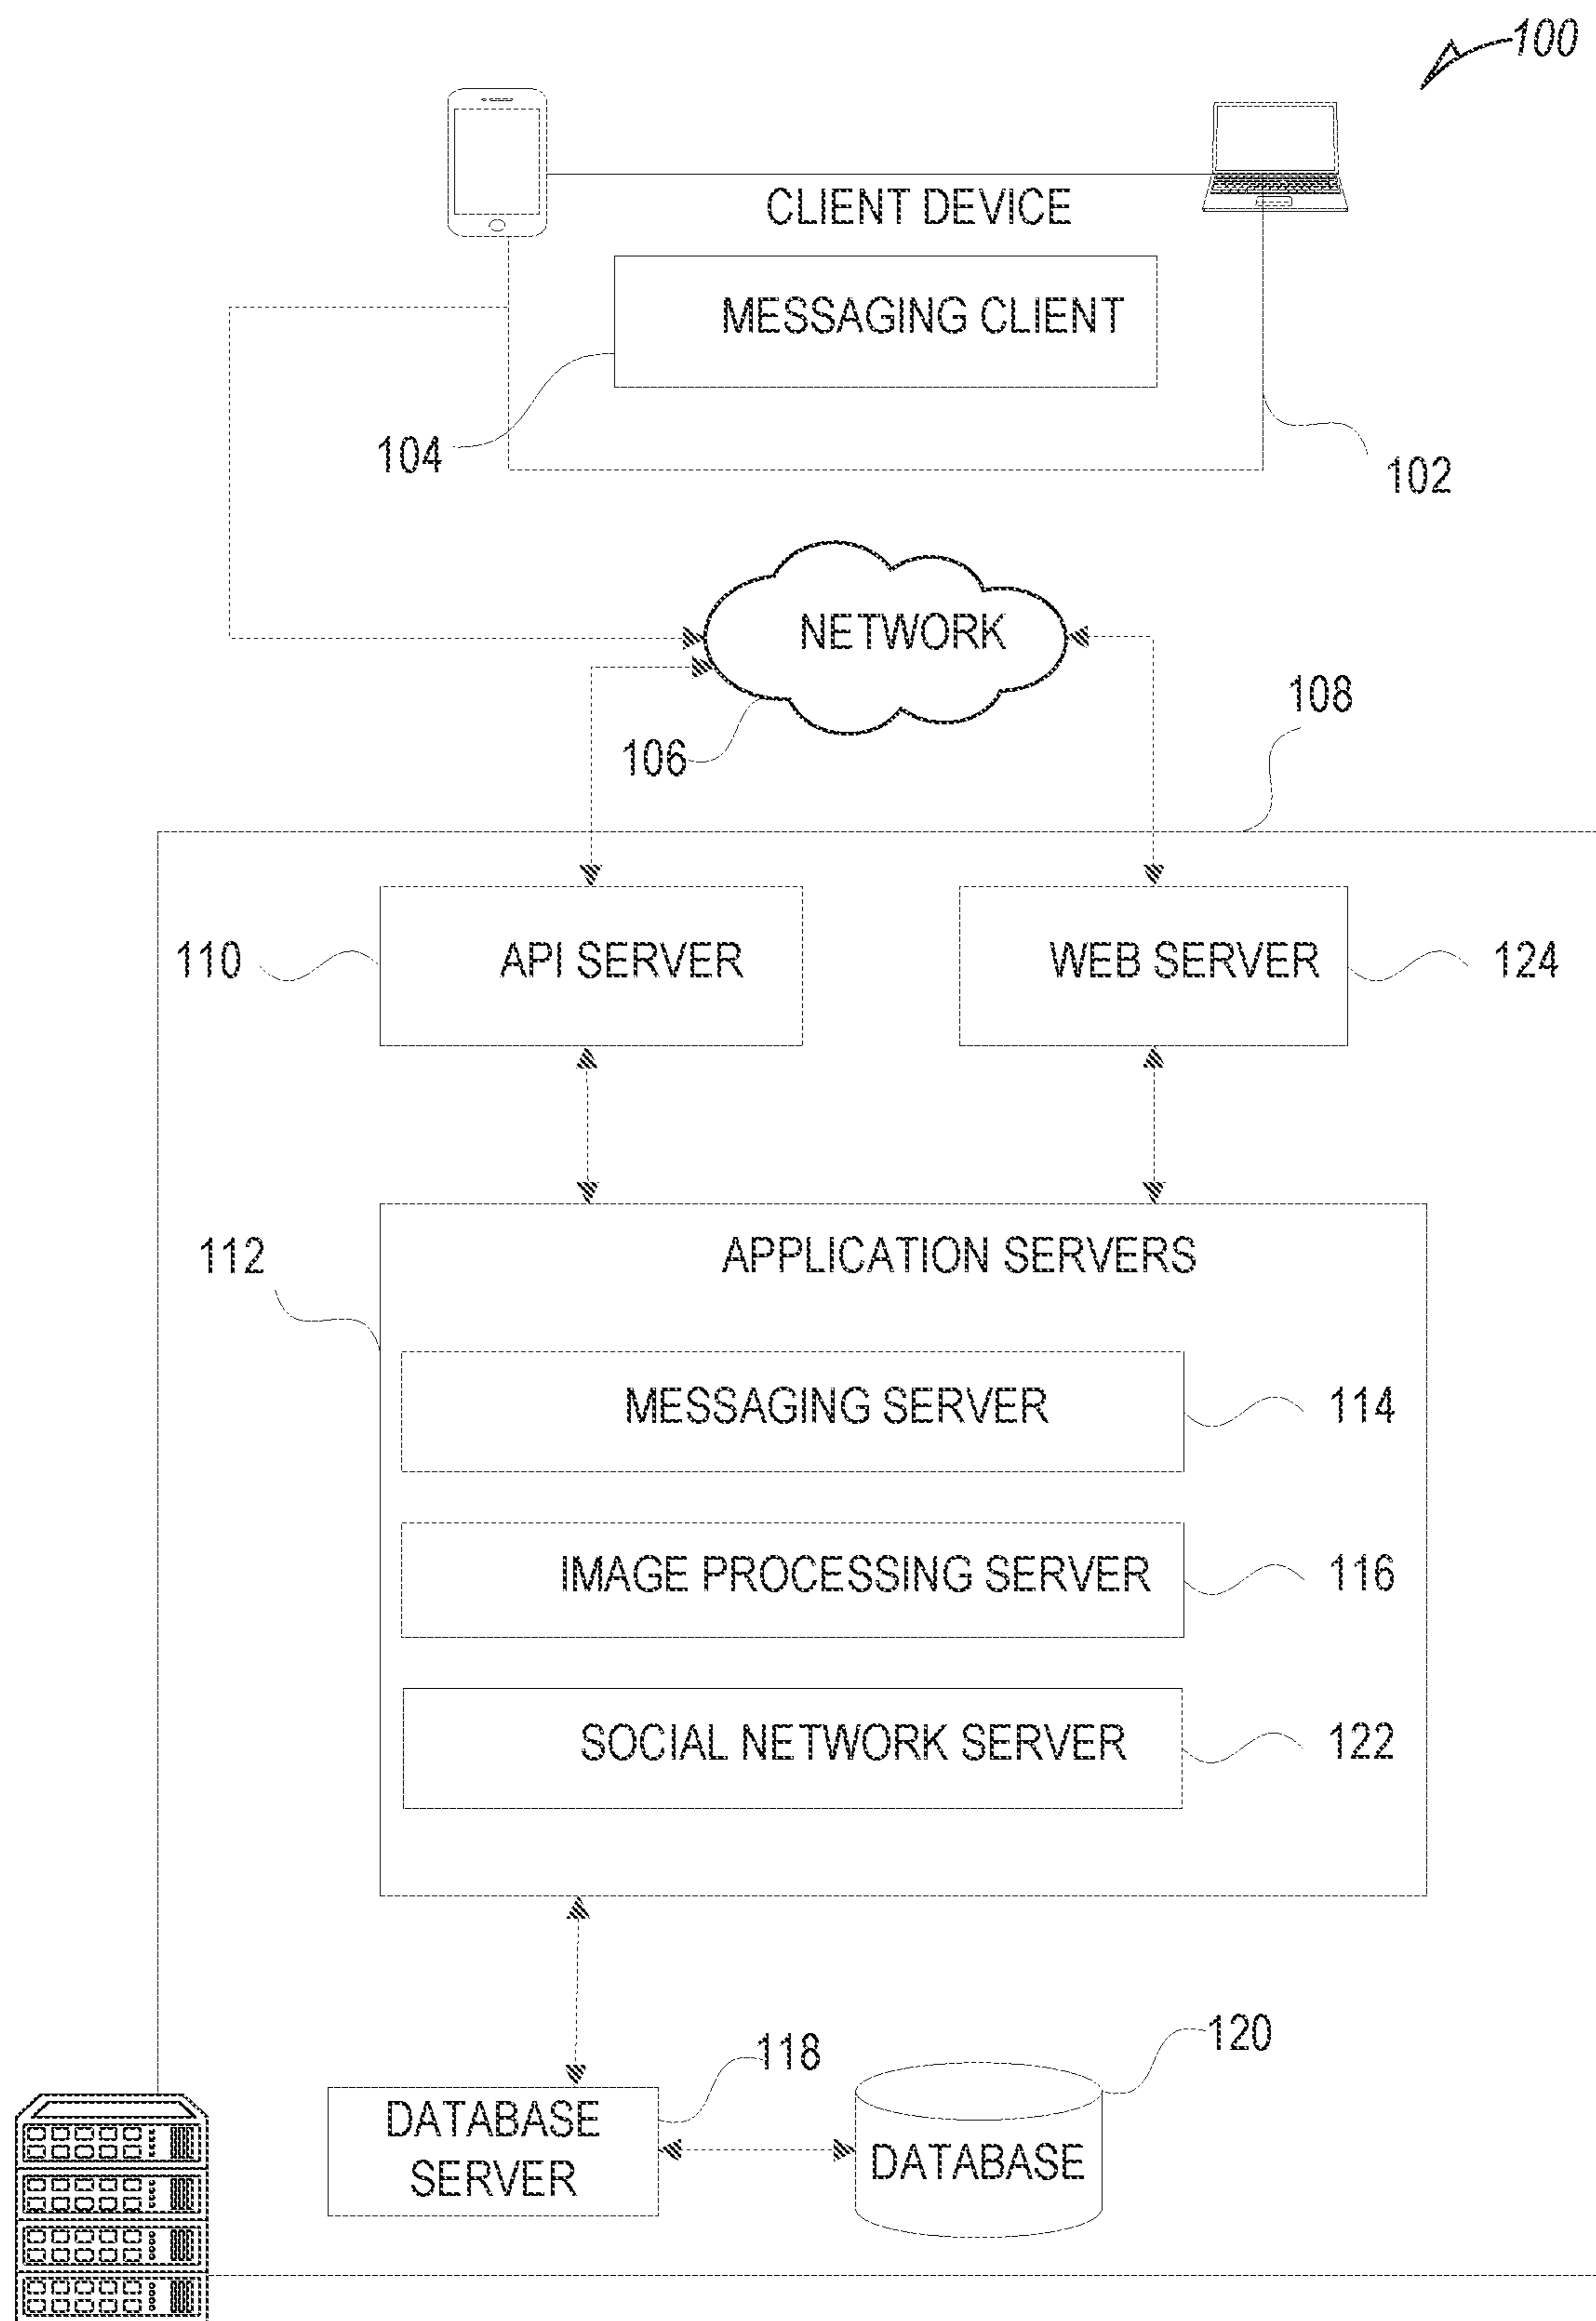 100
CLIENT DEVICE
MESSAGING CLIENT
104
102
NETWORK
106
108
110
API SERVER
WEB SERVER
124
112
APPLICATION SERVERS
MESSAGING SERVER
114
IMAGE PROCESSING SERVER
116
SOCIAL NETWORK SERVER
122
118
120
DATABASE
SERVER
DATABASE